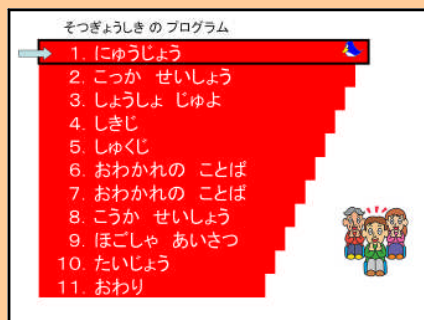 そつぎょうしき の プログラム
1. にゅうじょう
2. こっか せいしょう
3. しょうしょ じゅよ
4. しきじ
5. しゅくじ
6. おわかれの ことば
7. おわかれの ことば
8. こうか せいしょう
9. ほごしゃ あいさつ
10. たいじょう
11. おわり